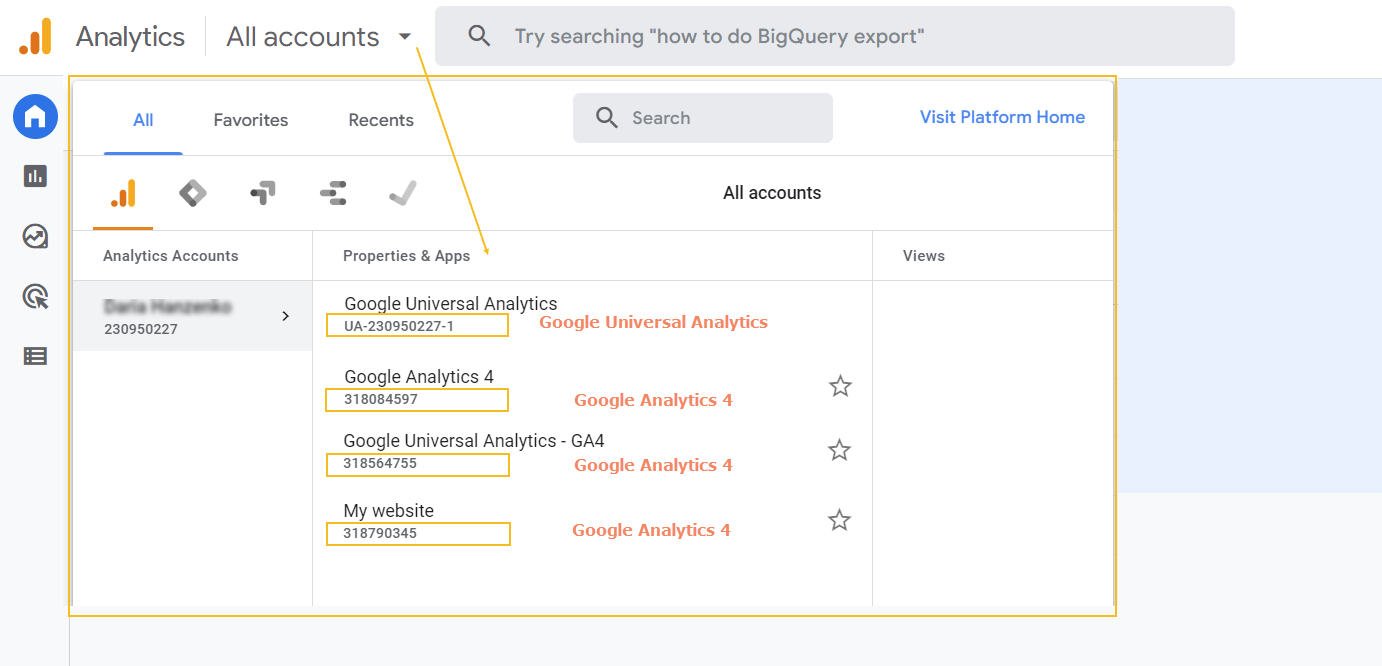 Analytics
All accounts
Try searching "how to do BigQuery export"
All
Favorites
Recents
Search
Visit Platform Home
All accounts
Analytics Accounts
Properties & Apps
Views
230950227
Google Universal Analytics
UA-230950227-1
Google Universal Analytics
Google Analytics 4
318084597
Google Analytics 4
Google Universal Analytics - GA4
318564755
Google Analytics 4
My website
318790345
Google Analytics 4